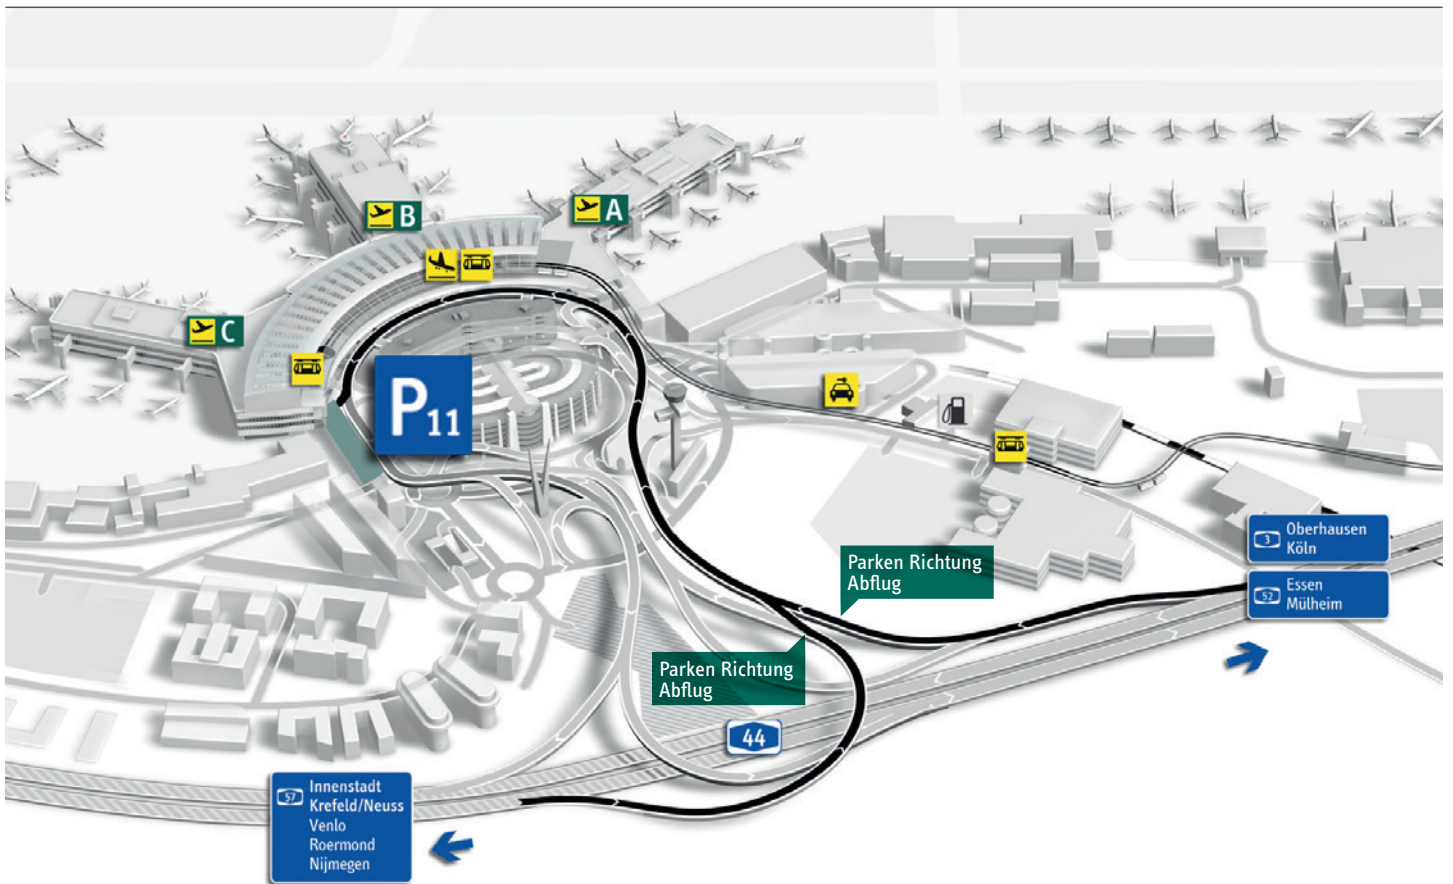 B
A
C
P11
3
Oberhausen
Köln
Parken Richtung
Abflug
52
Essen
Mülheim
Parken Richtung
Abflug
44
57
Innenstadt
Krefeld/Neuss
Venlo
Roermond
Nijmegen